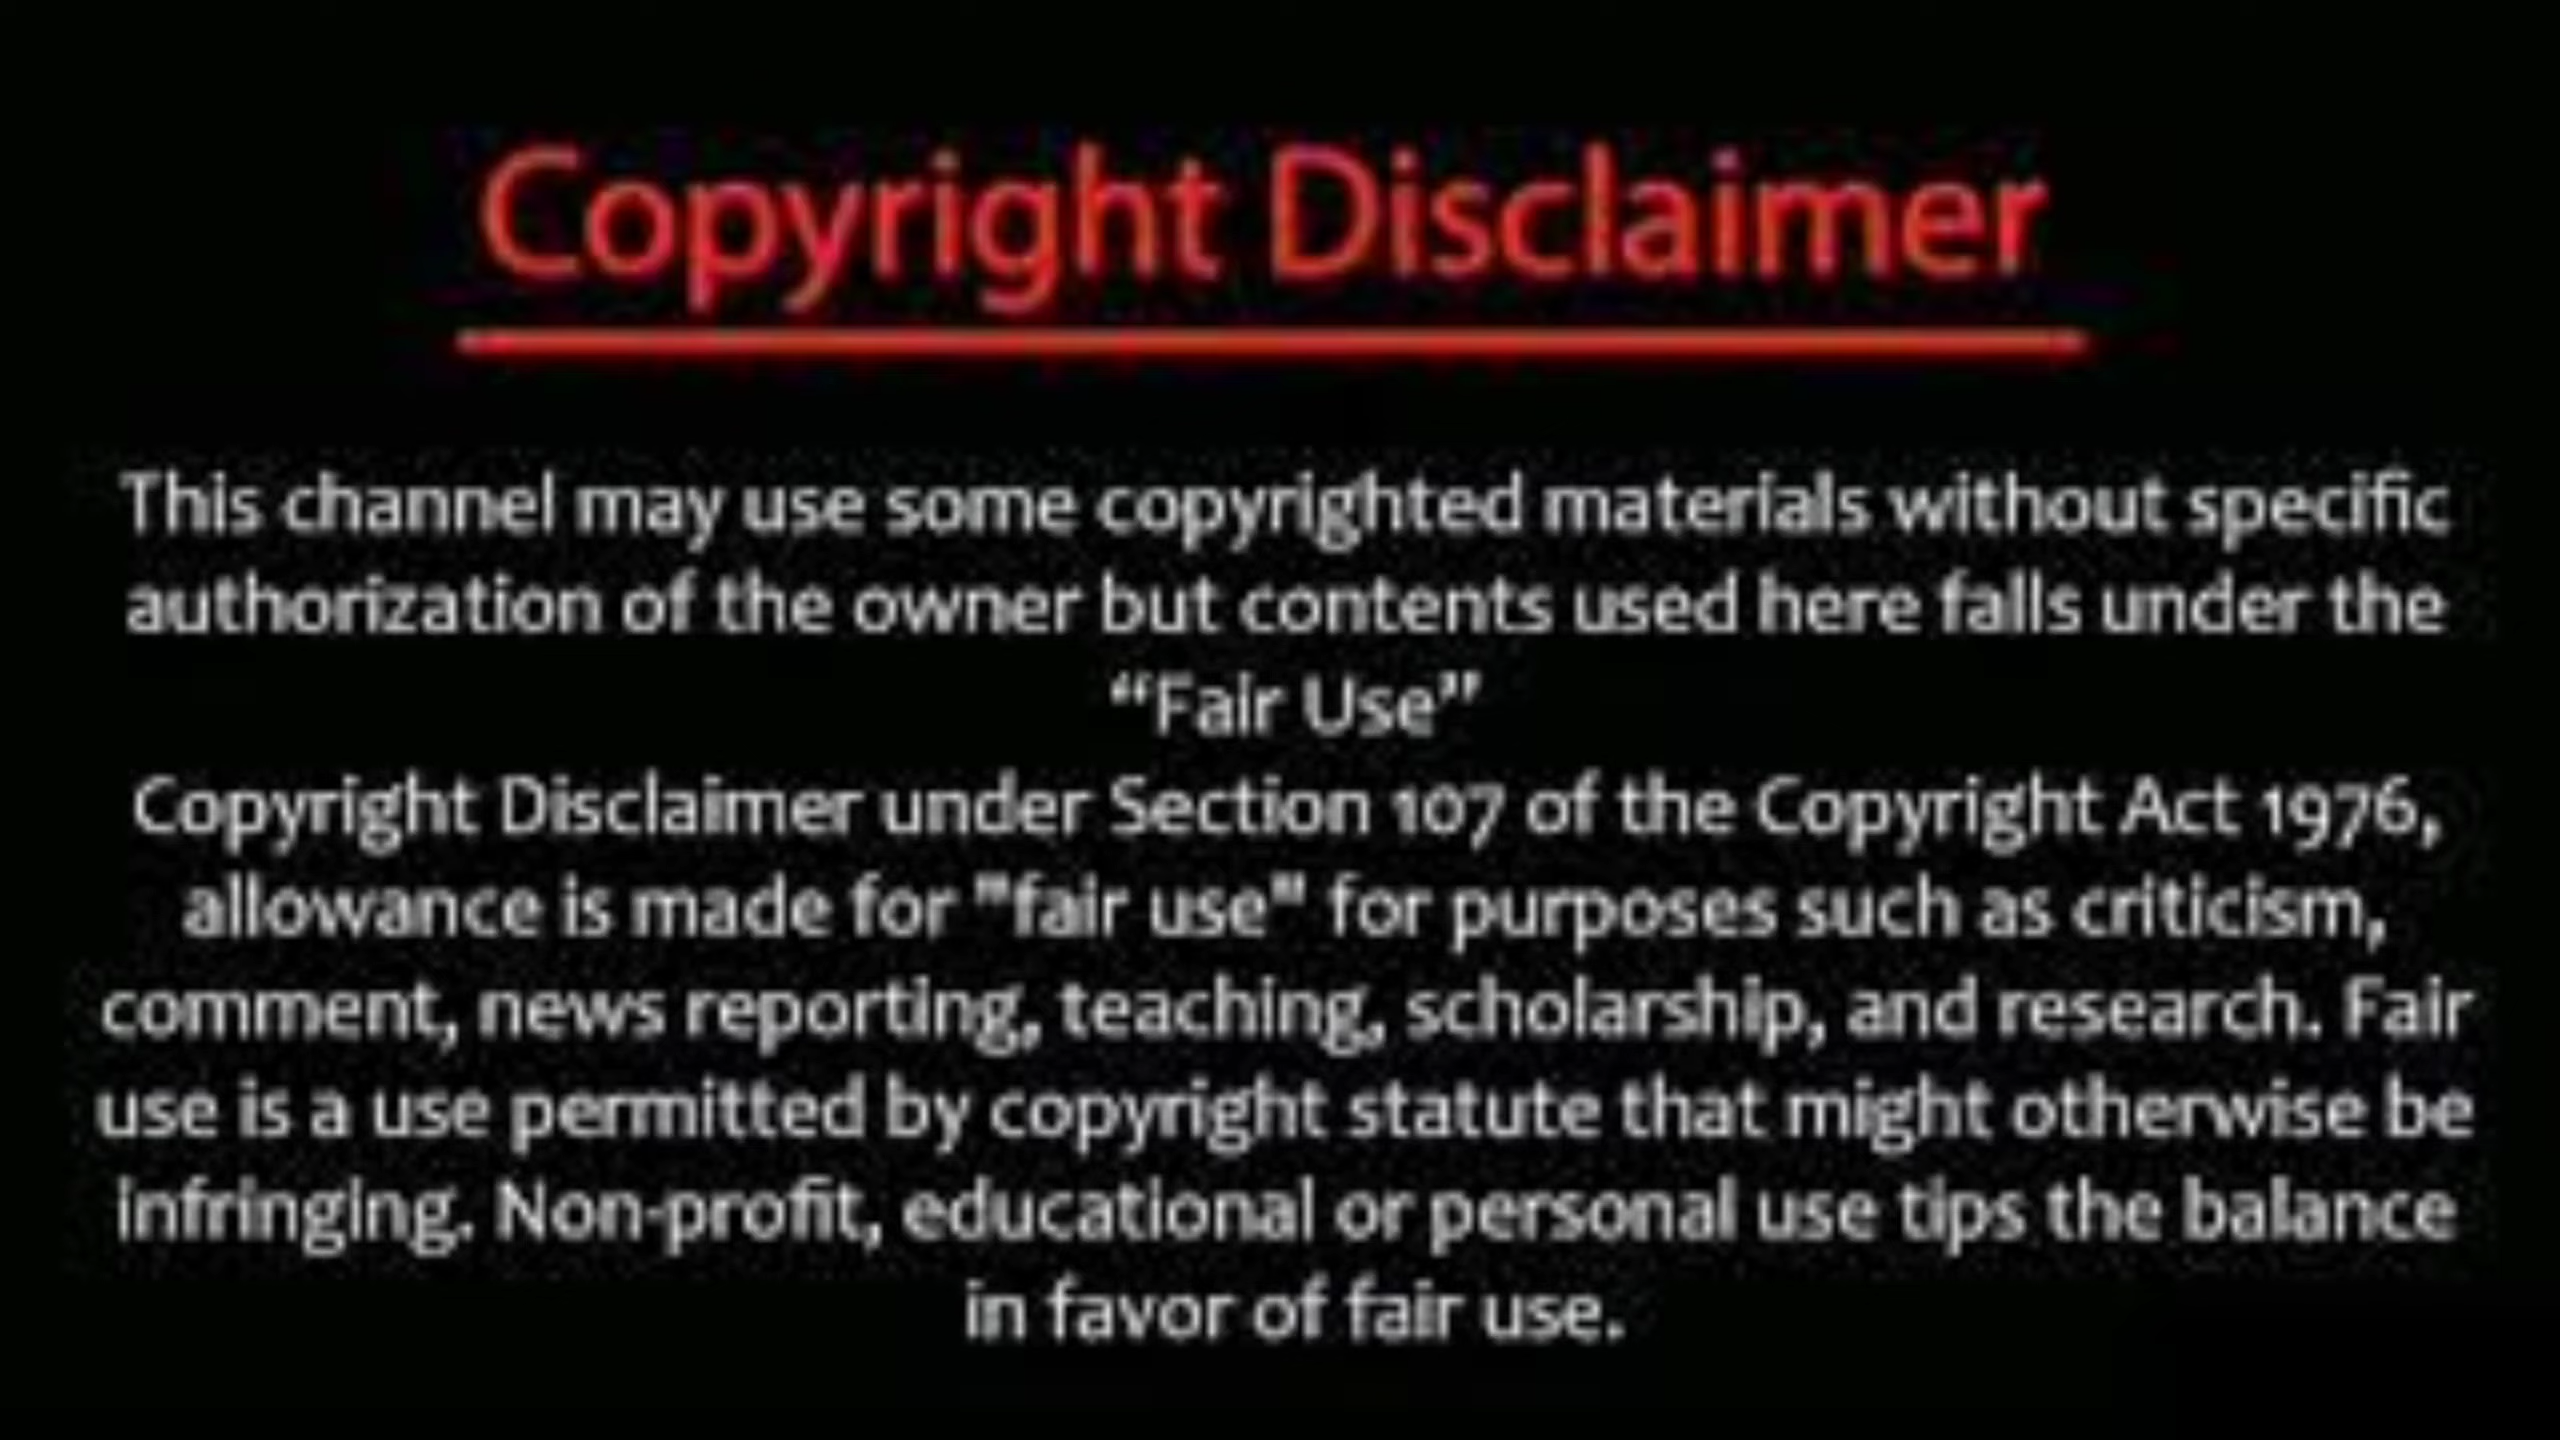 Copyright Disclaimer
This channel may use some copyrighted materials without specific
authorization of the owner but contents used here falls under the
“Fair Use”
Copyright Disclaimer under Section 107 of the Copyright Act 1976,
allowance is made for "fair use" for purposes such as criticism,
comment, news reporting, teaching, scholarship, and research. Fair
use is a use permitted by copyright statute that might otherwise be
infringing. Non-profit, educational or personal use tips the balance
in favor of fair use.